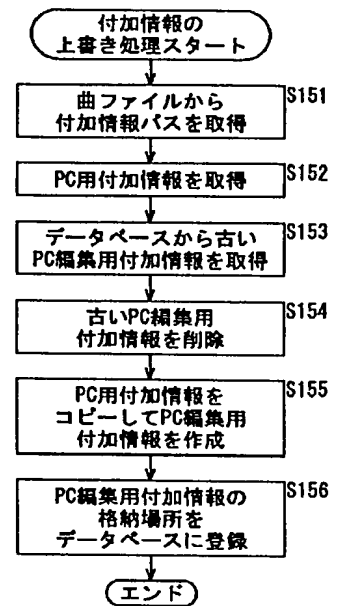 付加情報の
上書き処理スタート
S151
曲ファイルから
付加情報パスを取得
S152
PC用付加情報を取得
S153
データベースから古い
PC編集用付加情報を取得
S154
古いPC編集用
付加情報を削除
S155
PC用付加情報を
コピーしてPC編集用
付加情報を作成
S156
PC編集用付加情報の
格納場所を
データベースに登録
エンド